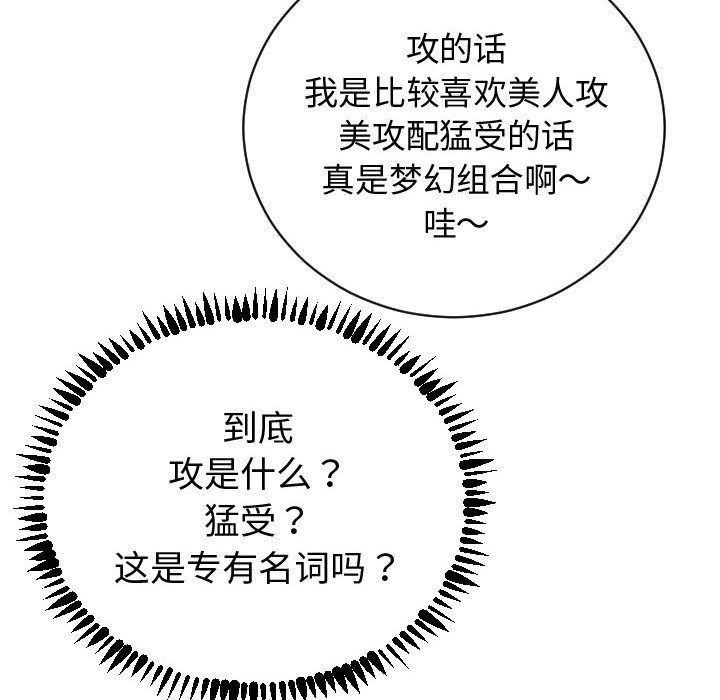 攻的话
我是比较喜欢美人攻
美攻配猛受的话
真是梦幻组合啊～
哇～
到底
攻是什么？
猛受？
这是专有名词吗？